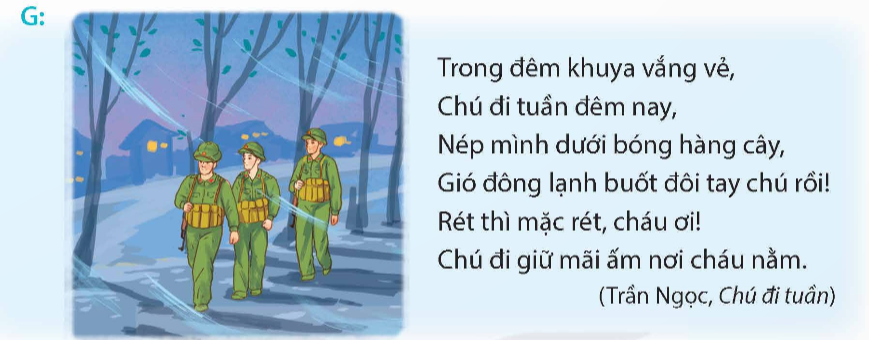 G:
Trong đêm khuya vắng vẻ,
Chú đi tuần đêm nay,
Nép mình dưới bóng hàng cây,
Gió đông lạnh buốt đôi tay chú rồi!
Rét thì mặc rét, cháu ơi!
Chú đi giữ mãi ấm nơi cháu nằm.
(Trần Ngọc, Chú đi tuần)